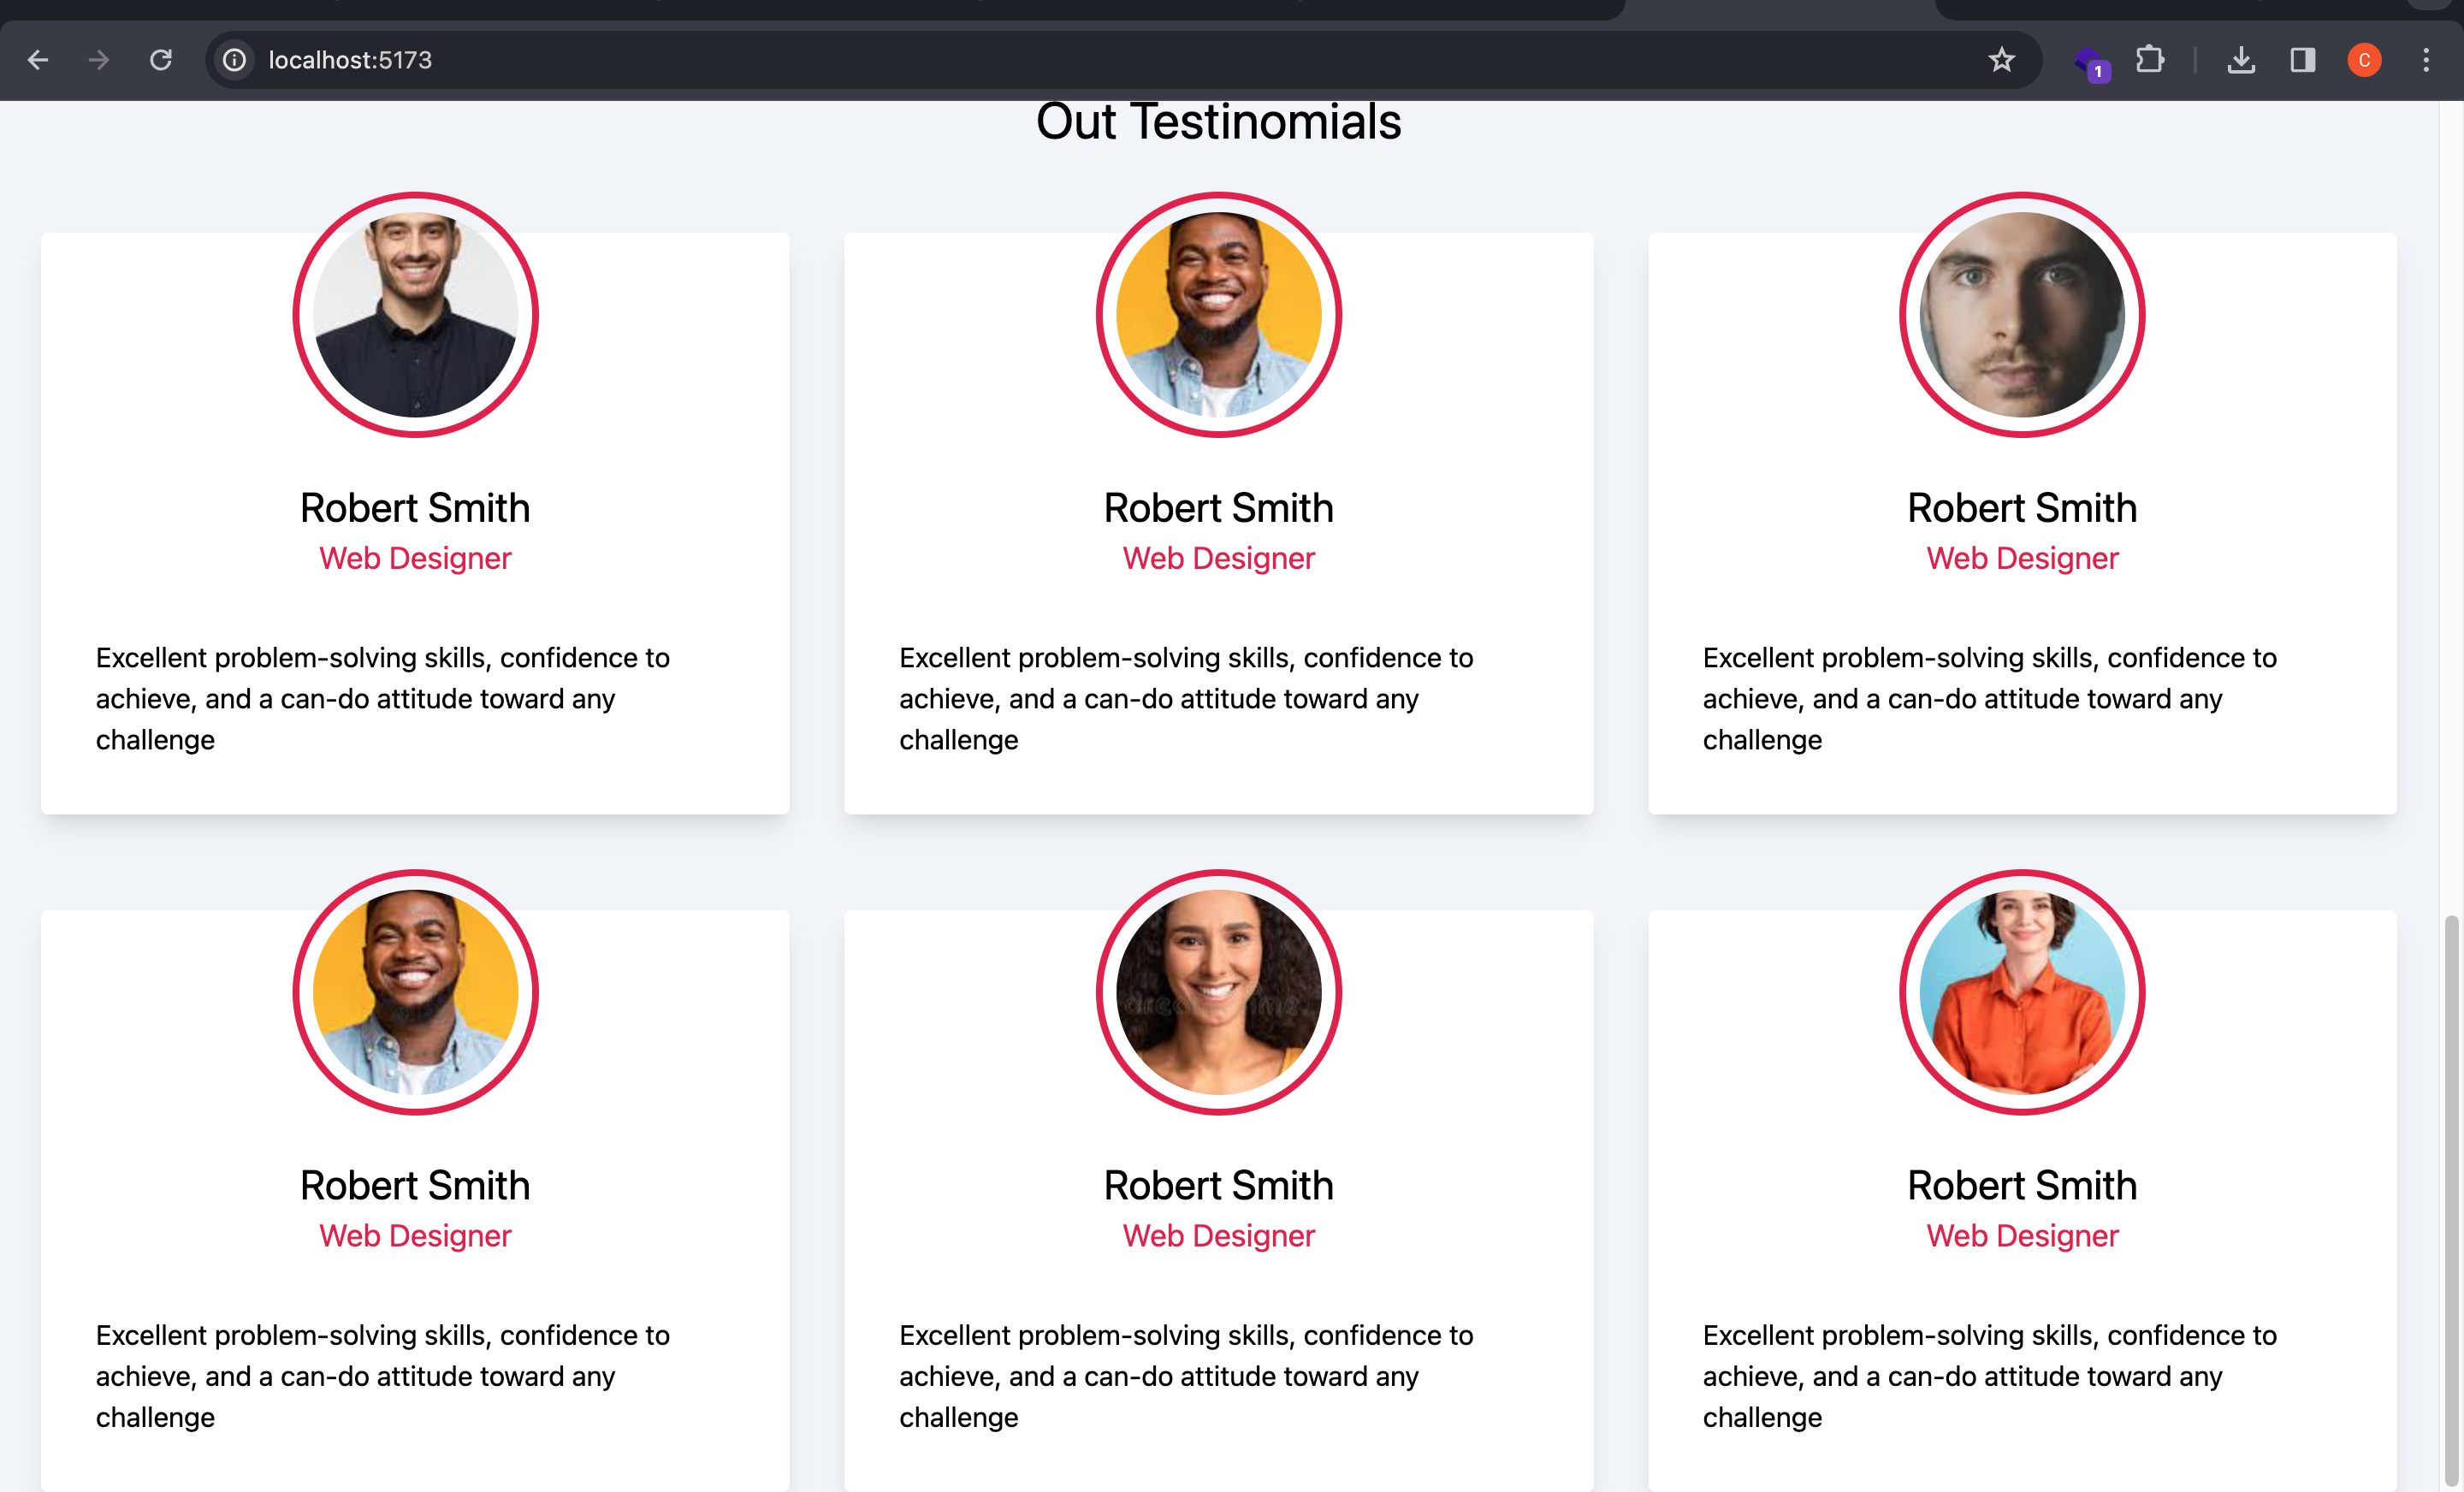 localhost:5173
1
C
Out Testinomials
Robert Smith
Web Designer
Excellent problem-solving skills, confidence to
achieve, and a can-do attitude toward any
challenge
Robert Smith
Web Designer
Excellent problem-solving skills, confidence to
achieve, and a can-do attitude toward any
challenge
Robert Smith
Web Designer
Excellent problem-solving skills, confidence to
achieve, and a can-do attitude toward any
challenge
Robert Smith
Web Designer
Excellent problem-solving skills, confidence to
achieve, and a can-do attitude toward any
challenge
Robert Smith
Web Designer
Excellent problem-solving skills, confidence to
achieve, and a can-do attitude toward any
challenge
Robert Smith
Web Designer
Excellent problem-solving skills, confidence to
achieve, and a can-do attitude toward any
challenge